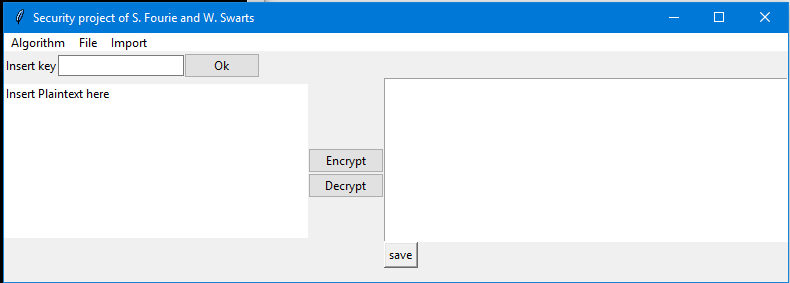 Security project of S. Fourie and W. Swarts
Algorithm File Import
Insert key Ok
Insert Plaintext here
Encrypt
Decrypt
save